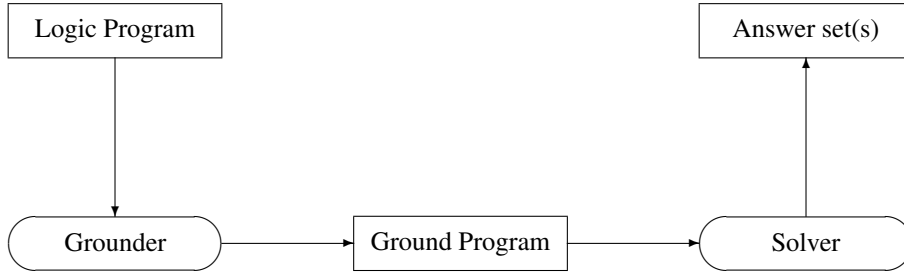 Logic Program
Answer set(s)
Grounder
Ground Program
Solver